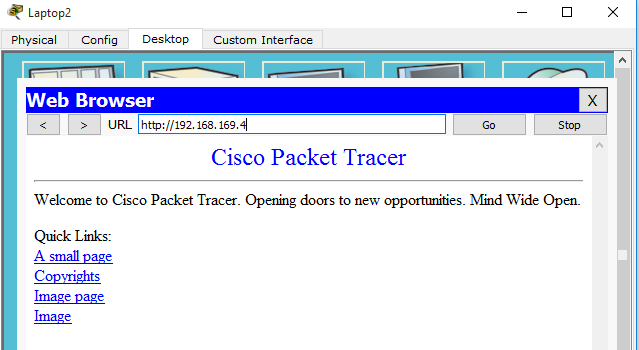 Laptop2
Physical Config Desktop Custom Interface
Web Browser X
< > URL http://192.168.169.4 Go Stop
Cisco Packet Tracer
Welcome to Cisco Packet Tracer. Opening doors to new opportunities. Mind Wide Open.
Quick Links:
A small page
Copyrights
Image page
Image